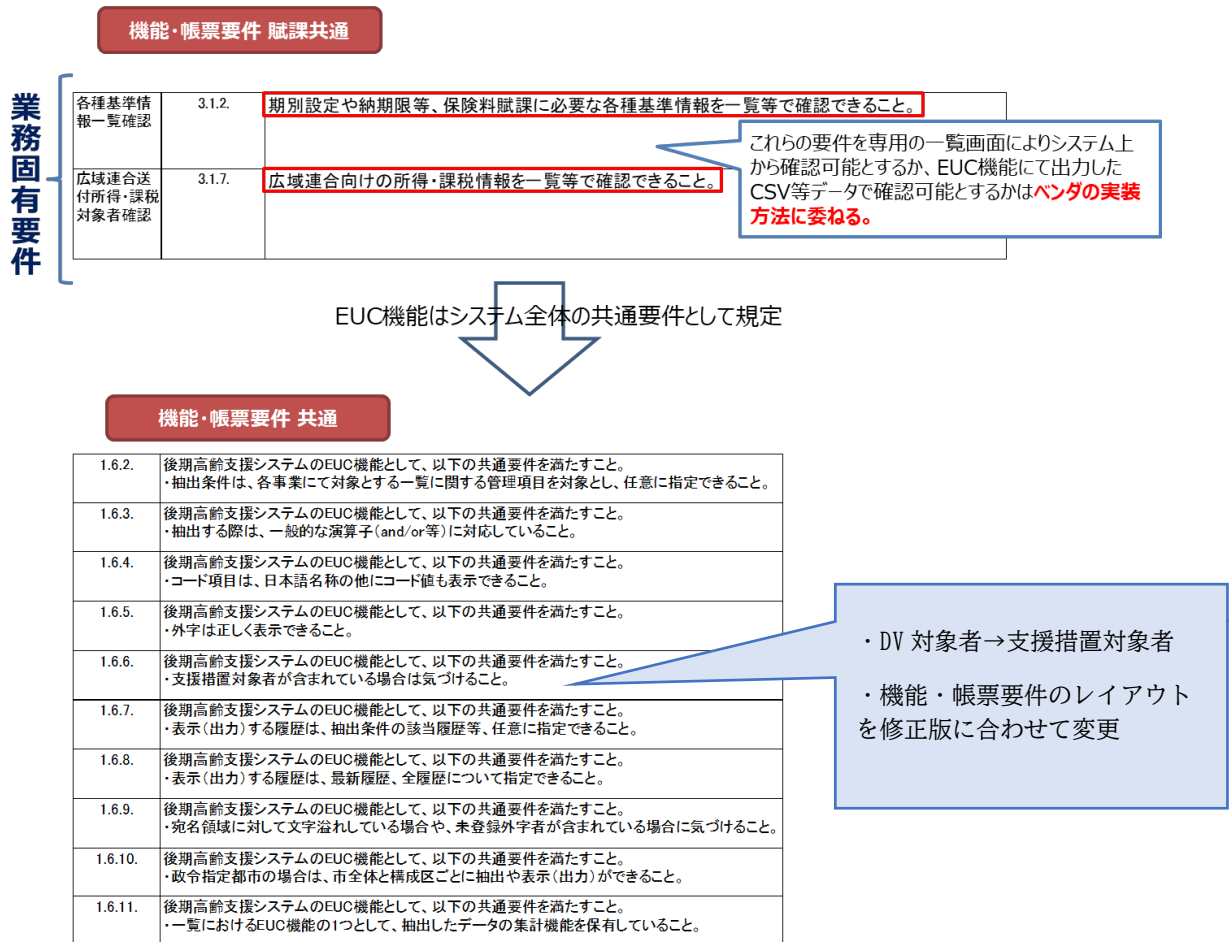 機能・帳票要件 賦課共通
業務固有要件
各種基準情
報一覧確認
3.1.2.
期別設定や納期限等、保険料賦課に必要な各種基準情報を一覧等で確認できること。
広域連合送
付所得・課税
対象者確認
3.1.7.
広域連合向けの所得・課税情報を一覧等で確認できること。
これらの要件を専用の一覧画面によりシステム上
から確認可能とするか、EUC機能にて出力した
CSV等データで確認可能とするかはベンダの実装
方法に委ねる。
EUC機能はシステム全体の共通要件として規定
機能・帳票要件 共通
1.6.2.
後期高齢支援システムのEUC機能として、以下の共通要件を満たすこと。
・抽出条件は、各事業にて対象とする一覧に関する管理項目を対象とし、任意に指定できること。
1.6.3.
後期高齢支援システムのEUC機能として、以下の共通要件を満たすこと。
・抽出する際は、一般的な演算子(and/or等)に対応していること。
1.6.4.
後期高齢支援システムのEUC機能として、以下の共通要件を満たすこと。
・コード項目は、日本語名称の他にコード値も表示できること。
1.6.5.
後期高齢支援システムのEUC機能として、以下の共通要件を満たすこと。
・外字は正しく表示できること。
1.6.6.
後期高齢支援システムのEUC機能として、以下の共通要件を満たすこと。
・支援措置対象者が含まれている場合は気づけること。
1.6.7.
後期高齢支援システムのEUC機能として、以下の共通要件を満たすこと。
・表示(出力)する履歴は、抽出条件の該当履歴等、任意に指定できること。
1.6.8.
後期高齢支援システムのEUC機能として、以下の共通要件を満たすこと。
・表示(出力)する履歴は、最新履歴、全履歴について指定できること。
1.6.9.
後期高齢支援システムのEUC機能として、以下の共通要件を満たすこと。
・宛名領域に対して文字溢れしている場合や、未登録外字者が含まれている場合に気づけること。
1.6.10.
後期高齢支援システムのEUC機能として、以下の共通要件を満たすこと。
・政令指定都市の場合は、市全体と構成区ごとに抽出や表示(出力)ができること。
1.6.11.
後期高齢支援システムのEUC機能として、以下の共通要件を満たすこと。
・一覧におけるEUC機能の1つとして、抽出したデータの集計機能を保有していること。
・DV 対象者→支援措置対象者
・機能・帳票要件のレイアウト
を修正版に合わせて変更